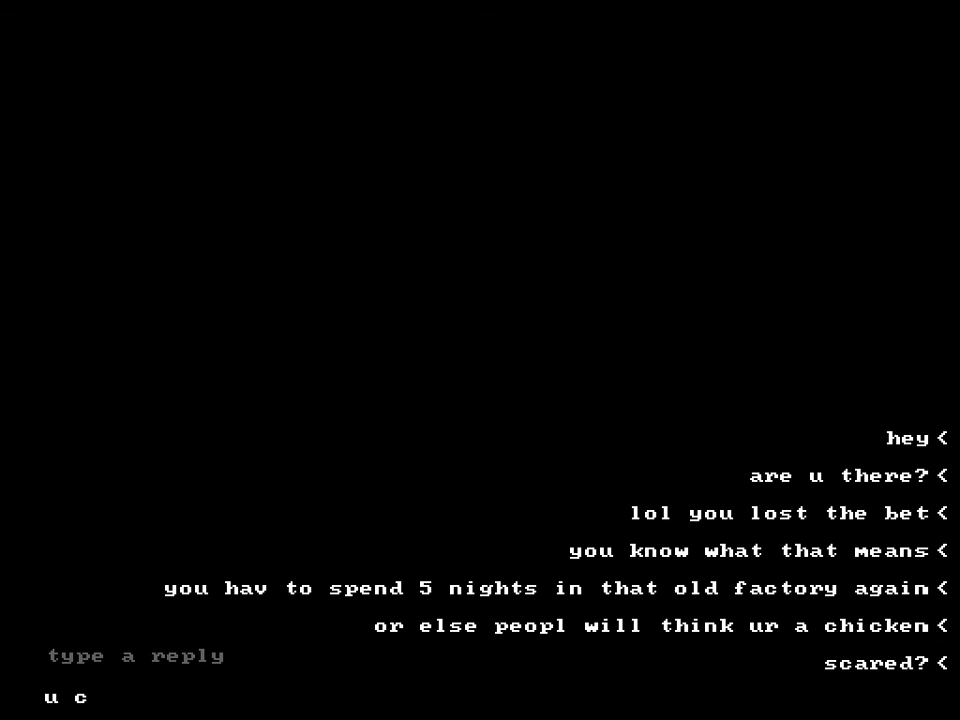 hey <
are u there? <
lol you lost the bet <
you know what that means <
you hav to spend 5 nights in that old factory again <
or else peopl will think ur a chicken <
type a reply
scared? <
u c